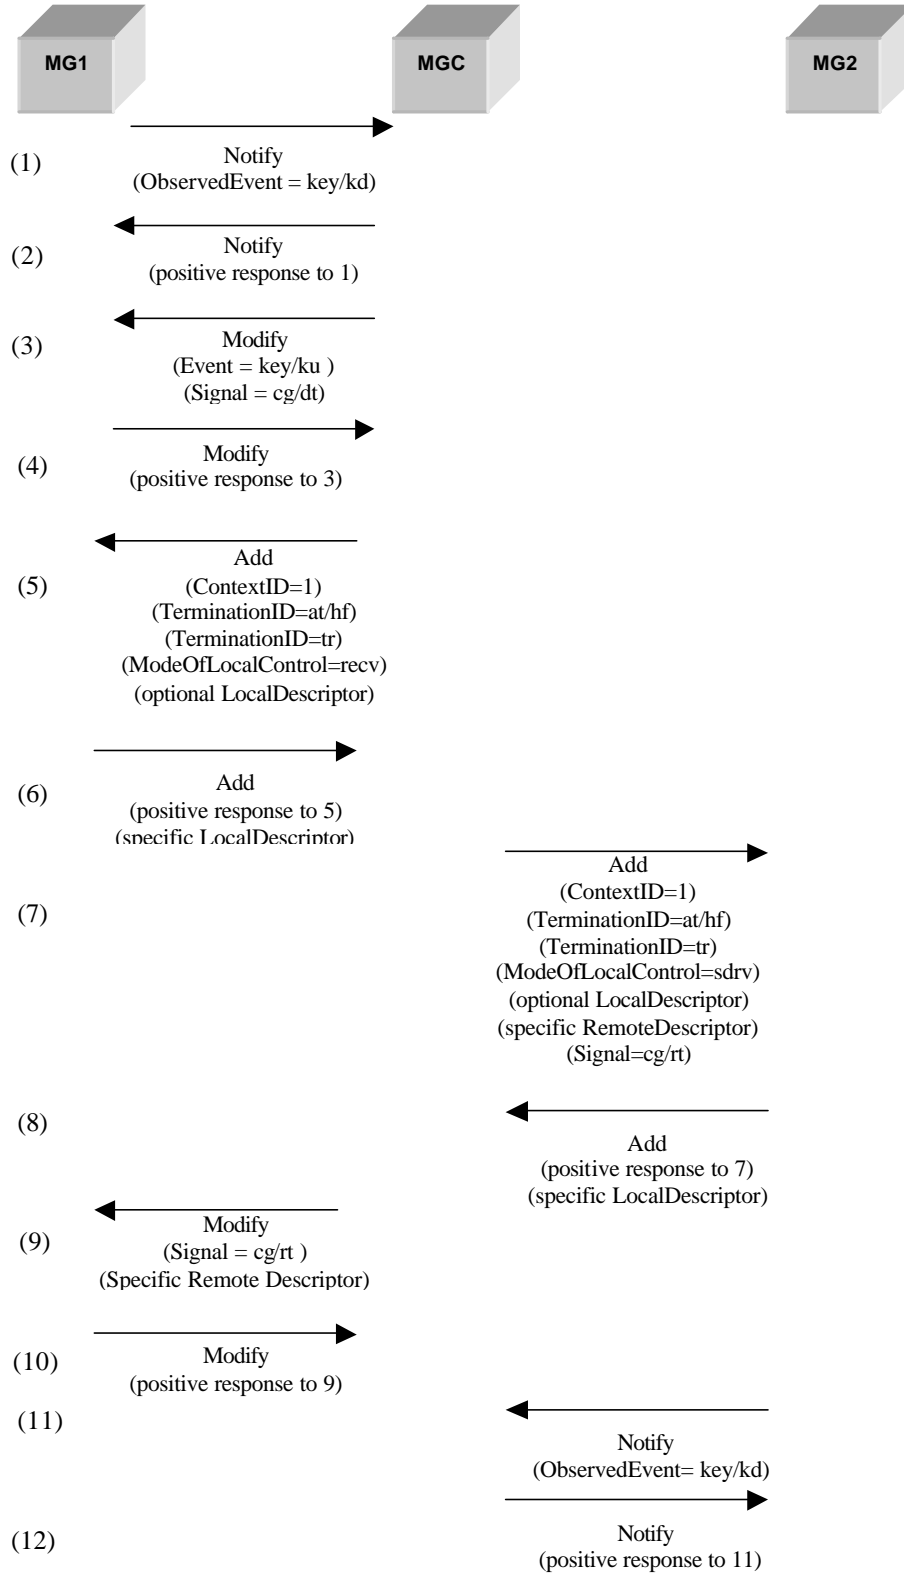 MG1
MGC
MG2
(1)
Notify
(ObservedEvent = key/kd)
(2)
Notify
(positive response to 1)
(3)
Modify
(Event = key/ku )
(Signal = cg/dt)
(4)
Modify
(positive response to 3)
(5)
Add
(ContextID=1)
(TerminationID=at/hf)
(TerminationID=tr)
(ModeOfLocalControl=recv)
(optional LocalDescriptor)
(6)
Add
(positive response to 5)
(specific LocalDescriptor)
(7)
Add
(ContextID=1)
(TerminationID=at/hf)
(TerminationID=tr)
(ModeOfLocalControl=sdrv)
(optional LocalDescriptor)
(specific RemoteDescriptor)
(Signal=cg/rt)
(8)
Add
(positive response to 7)
(specific LocalDescriptor)
(9)
Modify
(Signal = cg/rt )
(Specific Remote Descriptor)
(10)
Modify
(positive response to 9)
(11)
Notify
(ObservedEvent= key/kd)
(12)
Notify
(positive response to 11)